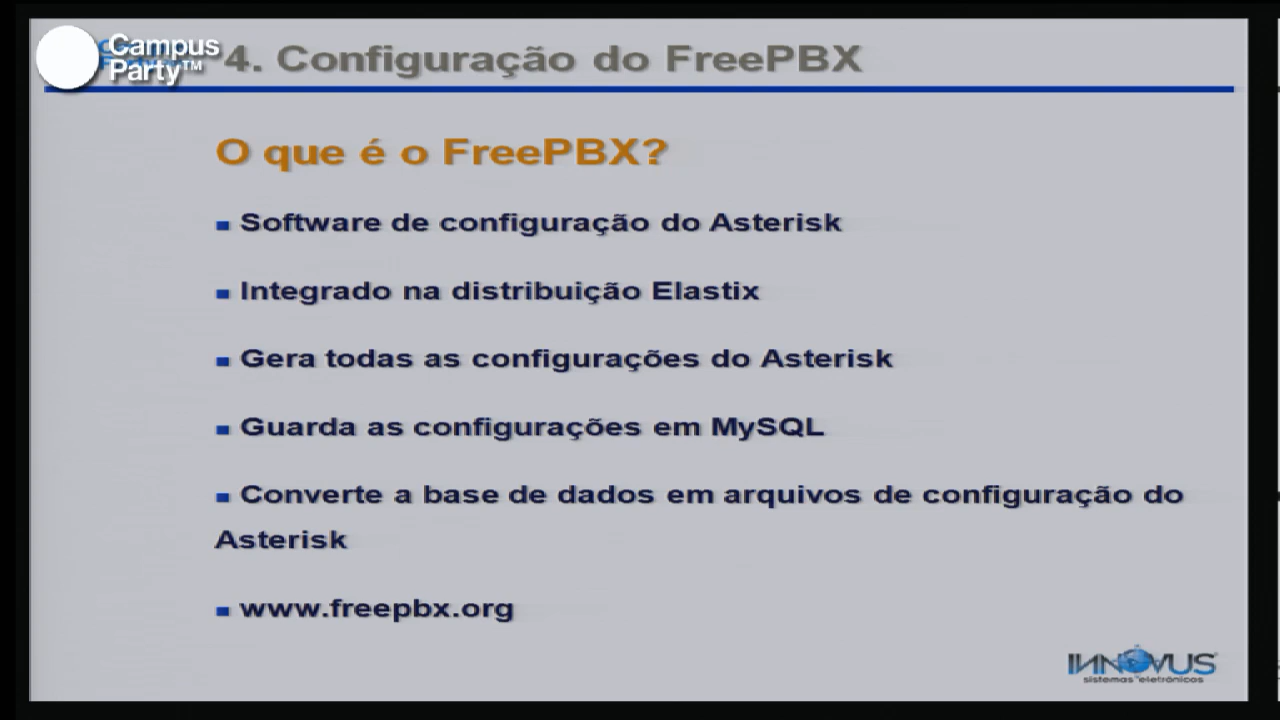 Campus
Party™
4. Configuração do FreePBX
O que é o FreePBX?
Software de configuração do Asterisk
Integrado na distribuição Elastix
Gera todas as configurações do Asterisk
Guarda as configurações em MySQL
Converte a base de dados em arquivos de configuração do
Asterisk
www.freepbx.org
INNOVUS
sistemas eletrônicos